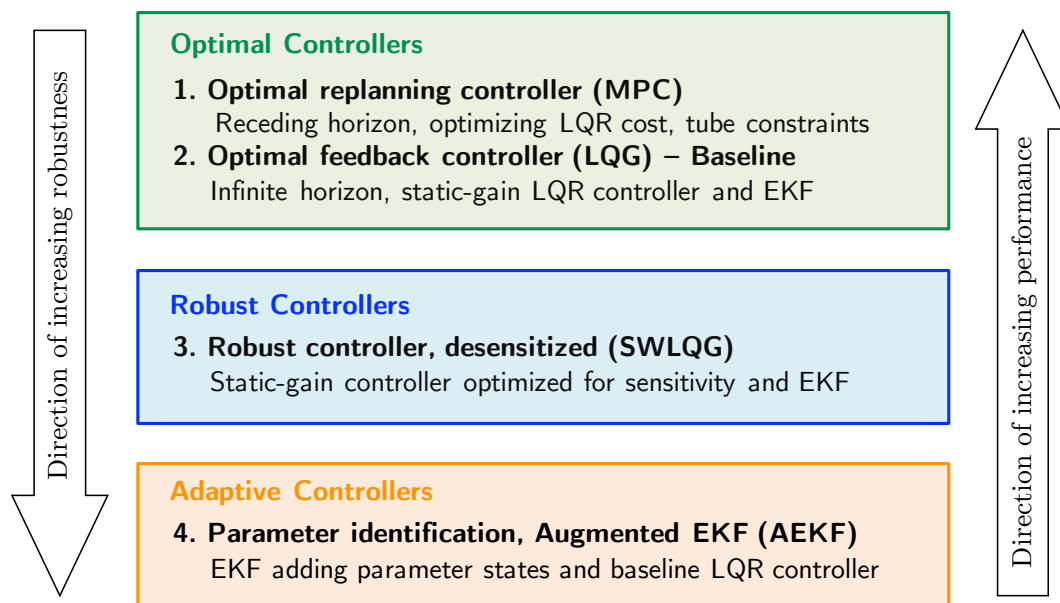 Direction of increasing robustness
Optimal Controllers
1. Optimal replanning controller (MPC)
Receding horizon, optimizing LQR cost, tube constraints
2. Optimal feedback controller (LQG) – Baseline
Infinite horizon, static-gain LQR controller and EKF
Robust Controllers
3. Robust controller, desensitized (SWLQG)
Static-gain controller optimized for sensitivity and EKF
Adaptive Controllers
4. Parameter identification, Augmented EKF (AEKF)
EKF adding parameter states and baseline LQR controller
Direction of increasing performance